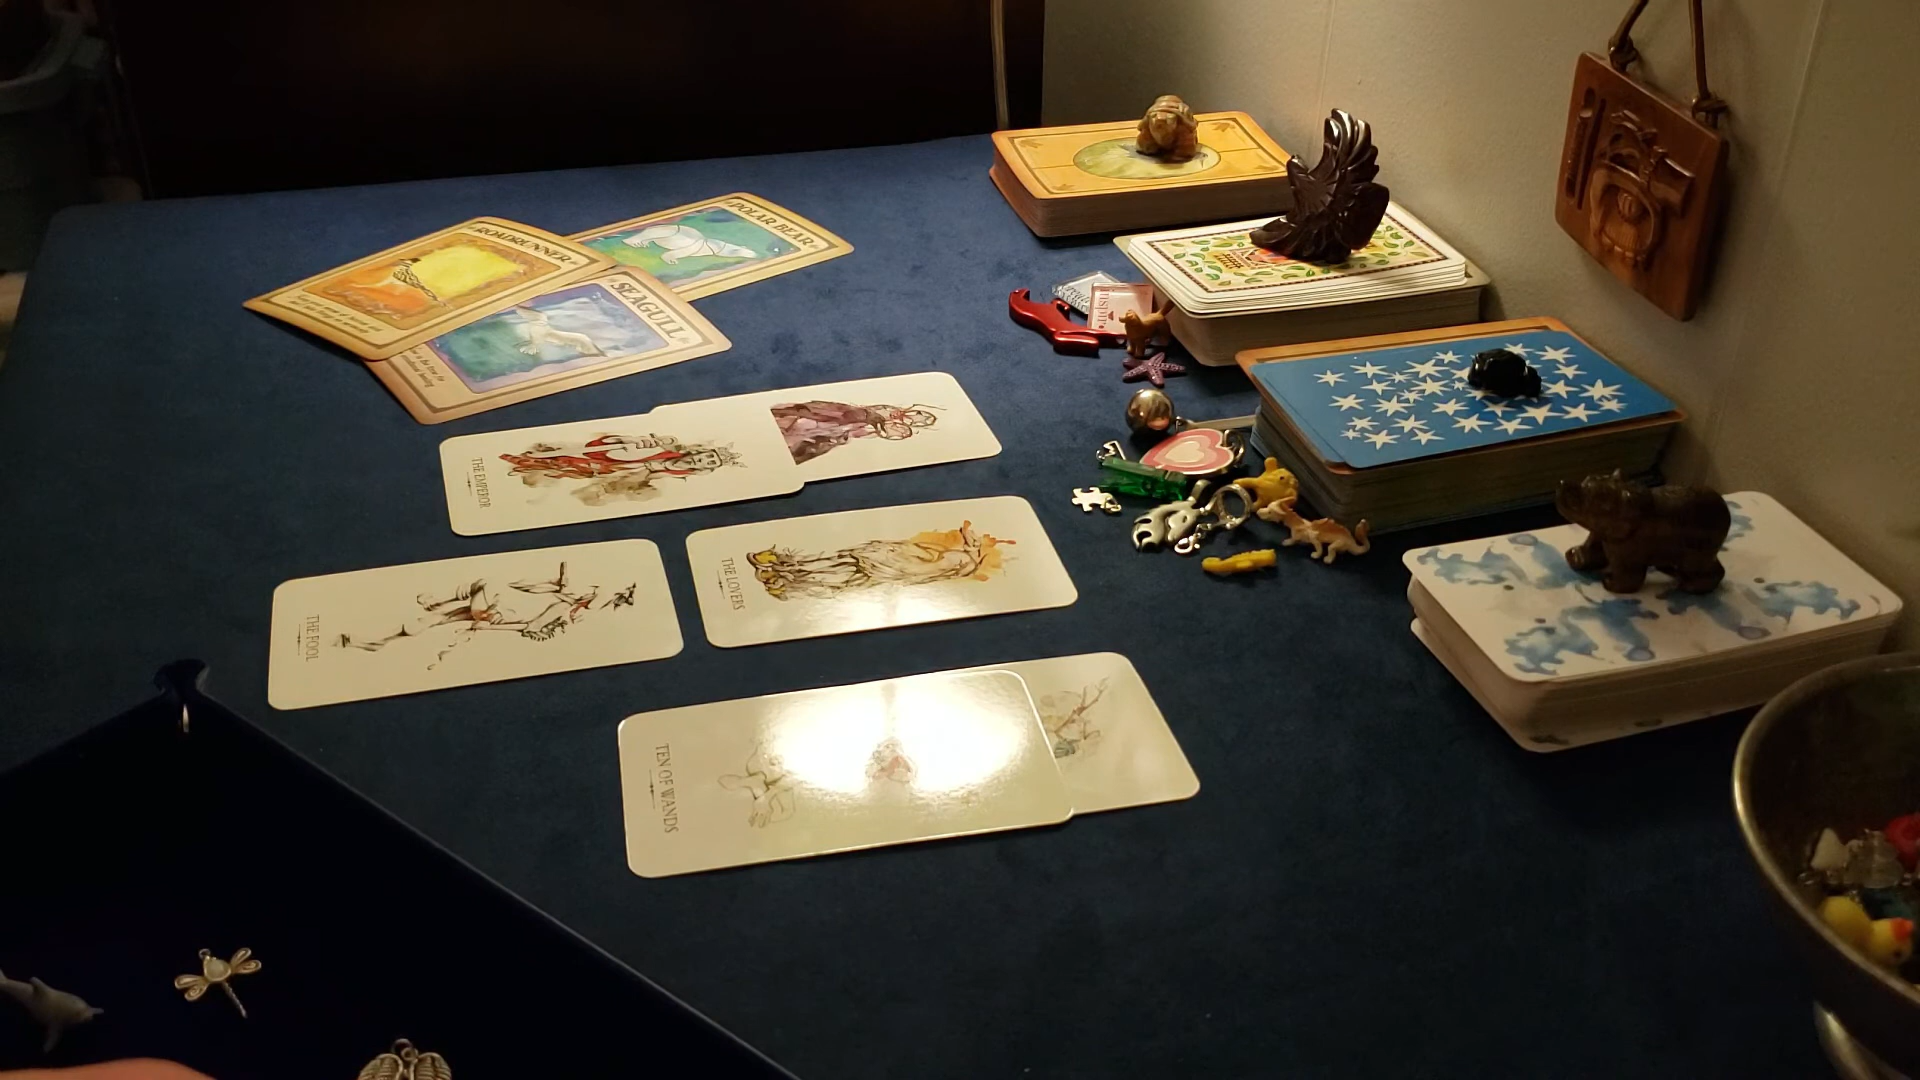 ROADRUNNER
POLAR BEAR
SEAGULL
THE EMPEROR
THE LOVERS
THE FOOL
TEN OF WANDS